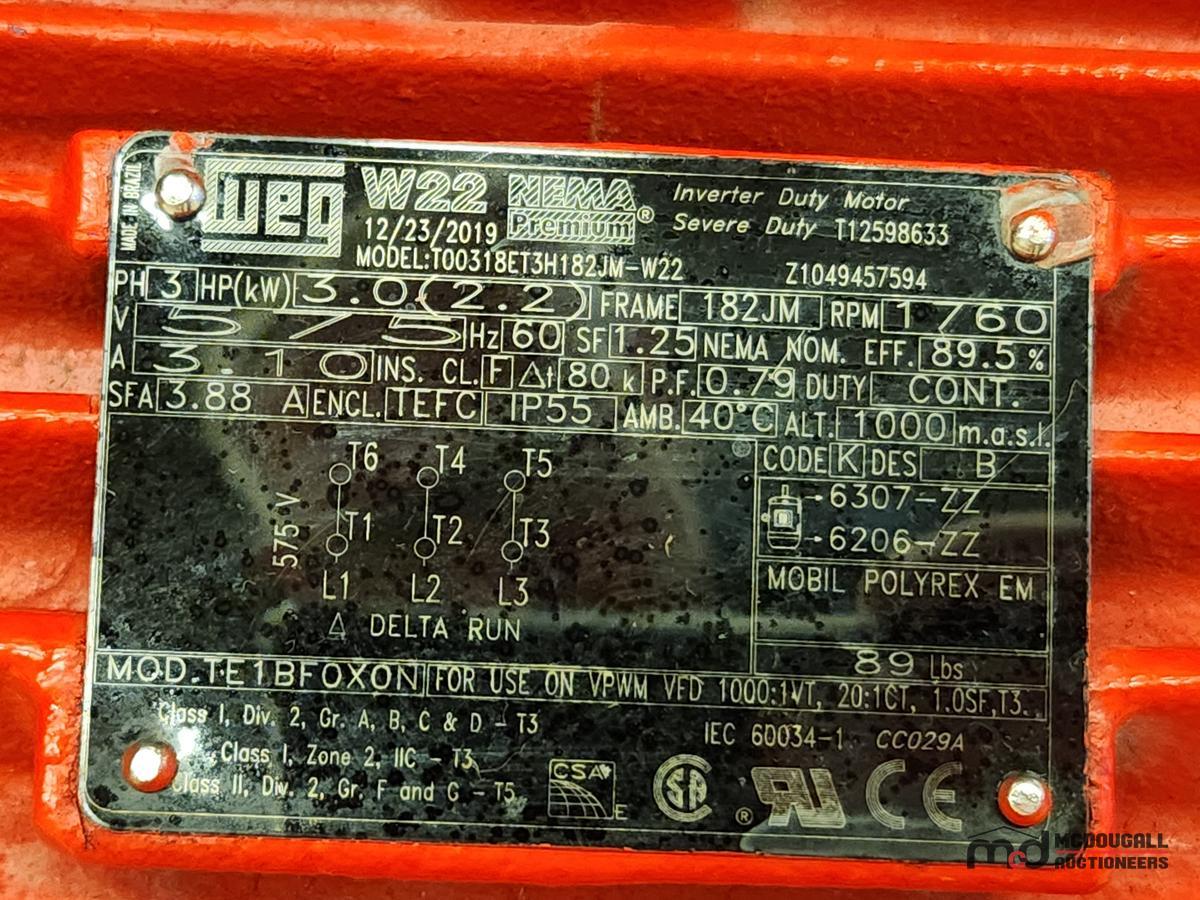 MADE IN BRAZIL
WEG W22 NEMA Premium® Inverter Duty Motor
12/23/2019 Severe Duty T12598633
MODEL:T00318ET3H182JM-W22 Z1049457594
PH 3 HP(kW) 3.0(2.2) FRAME 182JM RPM 1760
V 575 Hz 60 SF 1.25 NEMA NOM. EFF. 89.5 %
A 3.10 INS. CL. F Δt 80 k P.F. 0.79 DUTY CONT.
SFA 3.88 A ENCL. TEFC IP55 AMB. 40°C ALT. 1000 m.a.s.l.
CODE K DES B
6307-ZZ
6206-ZZ
MOBIL POLYREX EM
89 Lbs
575 V
T6 T4 T5
T1 T2 T3
L1 L2 L3
Δ DELTA RUN
MOD.TE1BFOXON FOR USE ON VPWM VFD 1000:1VT, 20:1CT, 1.0SF,T3.
Class I, Div. 2, Gr. A, B, C & D - T3
Class I, Zone 2, IIC - T3
Class II, Div. 2, Gr. F and G - T5
IEC 60034-1 CC029A
CSA E
SA ® RU CE
mcd MCDOUGALL
AUCTIONEERS